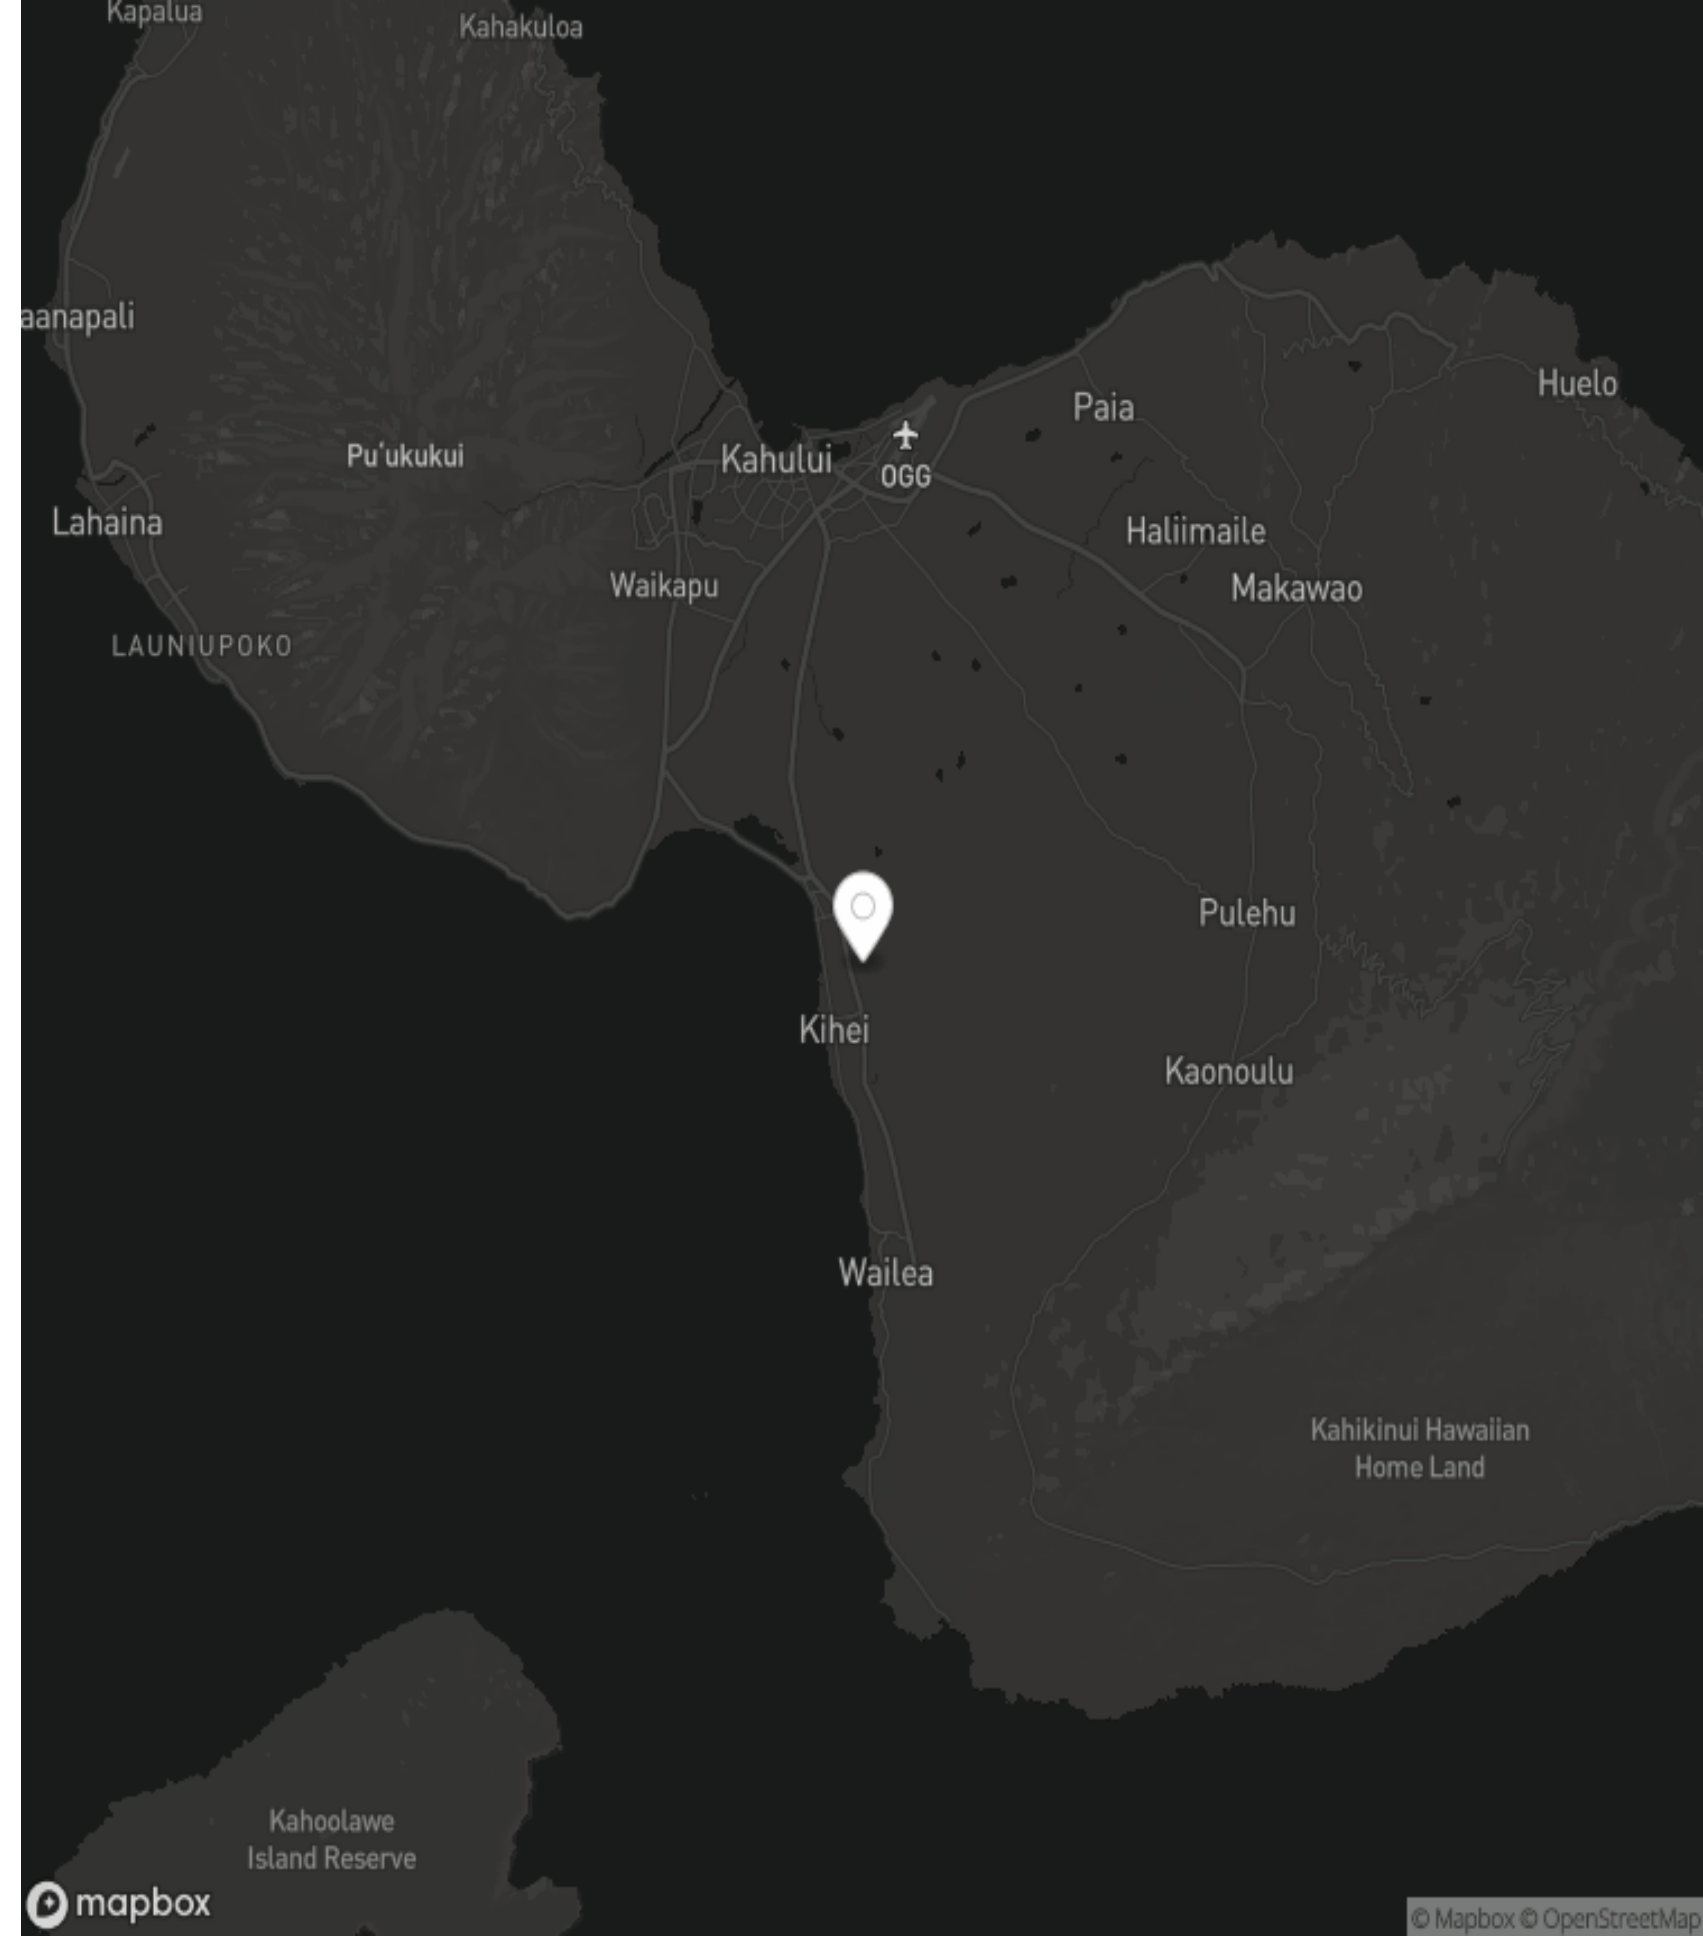 Kapalua
Kahakuloa
aanapali
Huelo
Paia
Pu'ukukui
Kahului
OGG
Lahaina
Haliimaile
Waikapu
Makawao
LAUNIUPOKO
Pulehu
Kihei
Kaonoulu
Wailea
Kahikinui Hawaiian
Home Land
Kahoolawe
Island Reserve
mapbox
© Mapbox © OpenStreetMap